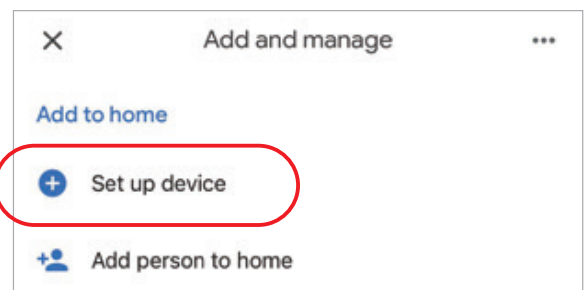 Add and manage
Add to home
Set up device
Add person to home